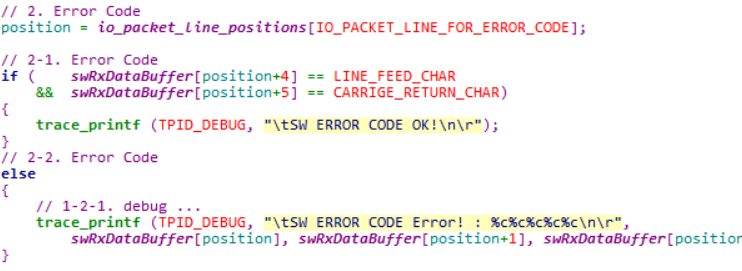 // 2. Error Code
position = io_packet_line_positions[IO_PACKET_LINE_FOR_ERROR_CODE];
// 2-1. Error Code
if ( swRxDataBuffer[position+4] == LINE_FEED_CHAR
&& swRxDataBuffer[position+5] == CARRIGE_RETURN_CHAR)
{
trace_printf (TPID_DEBUG, "\tSW ERROR CODE OK!\n\r");
}
// 2-2. Error Code
else
{
// 1-2-1. debug ...
trace_printf (TPID_DEBUG, "\tSW ERROR CODE Error! : %c%c%c%c%c\n\r",
swRxDataBuffer[position], swRxDataBuffer[position+1], swRxDataBuffer[position
}